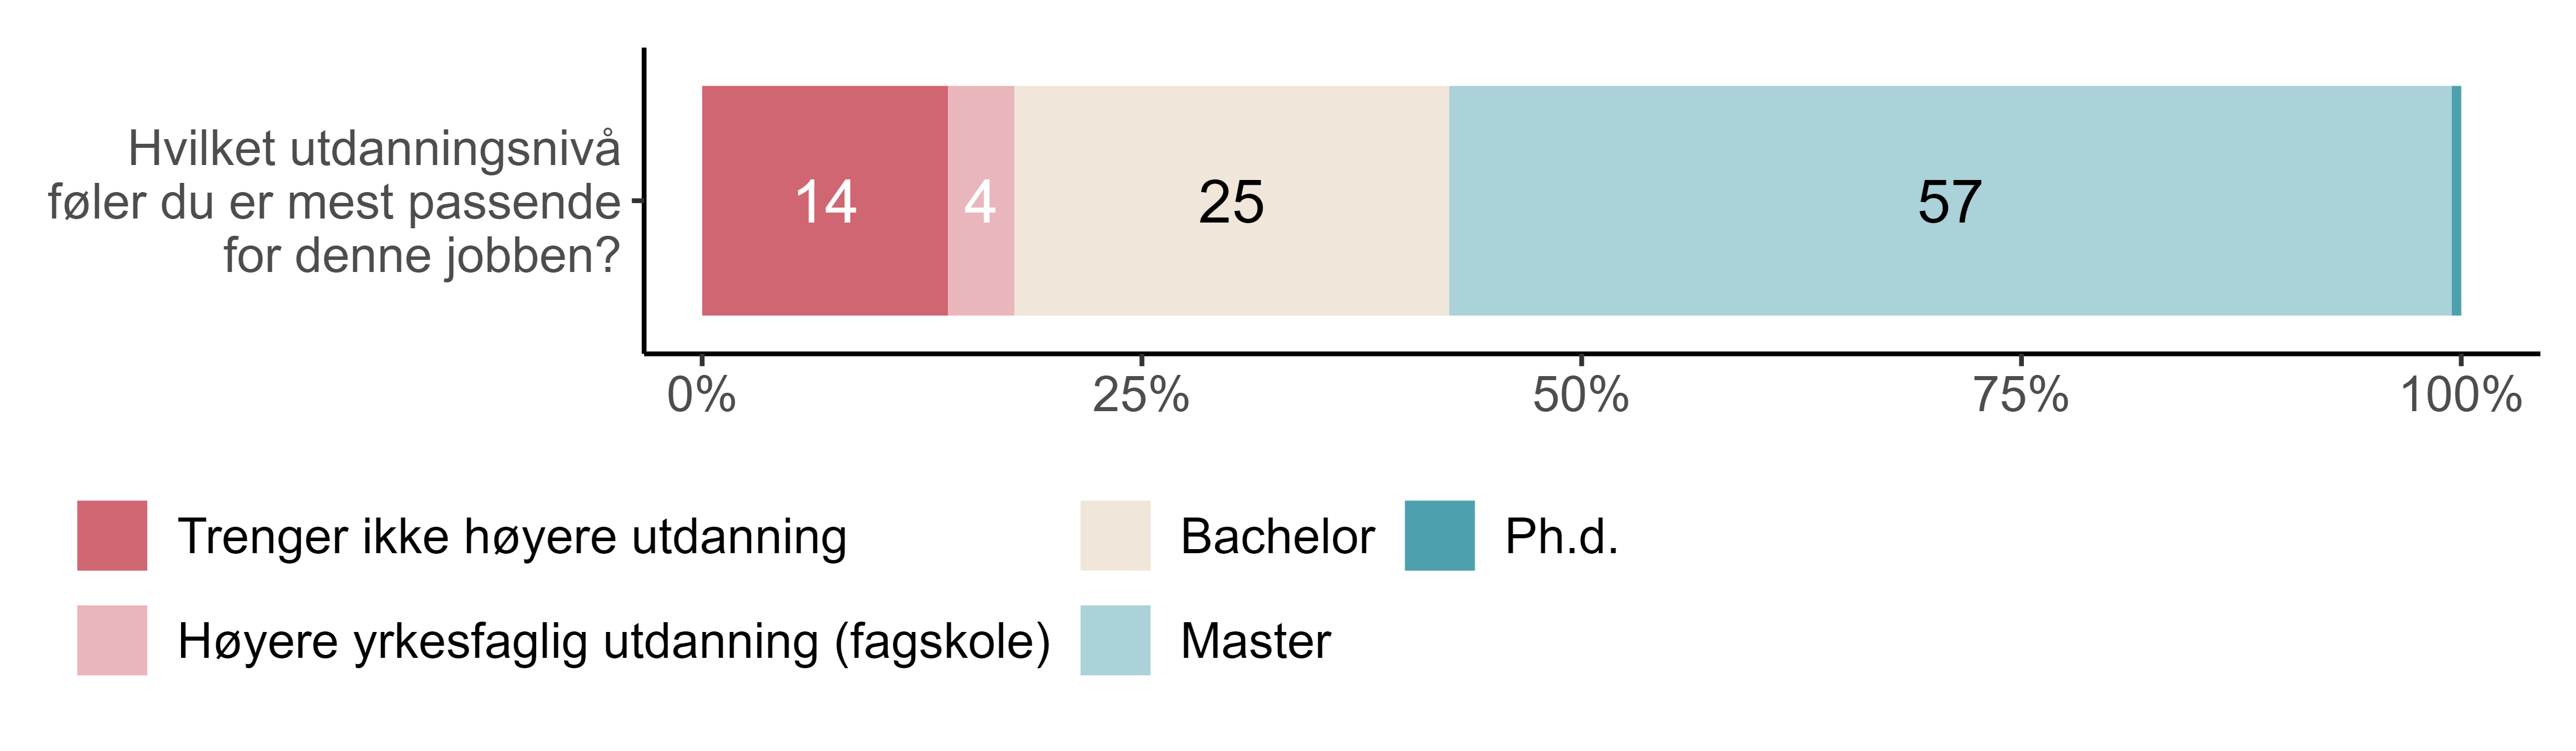 Hvilket utdanningsnivå
føler du er mest passende
for denne jobben?
14 4 25 57
0% 25% 50% 75% 100%
Trenger ikke høyere utdanning Bachelor Ph.d.
Høyere yrkesfaglig utdanning (fagskole) Master